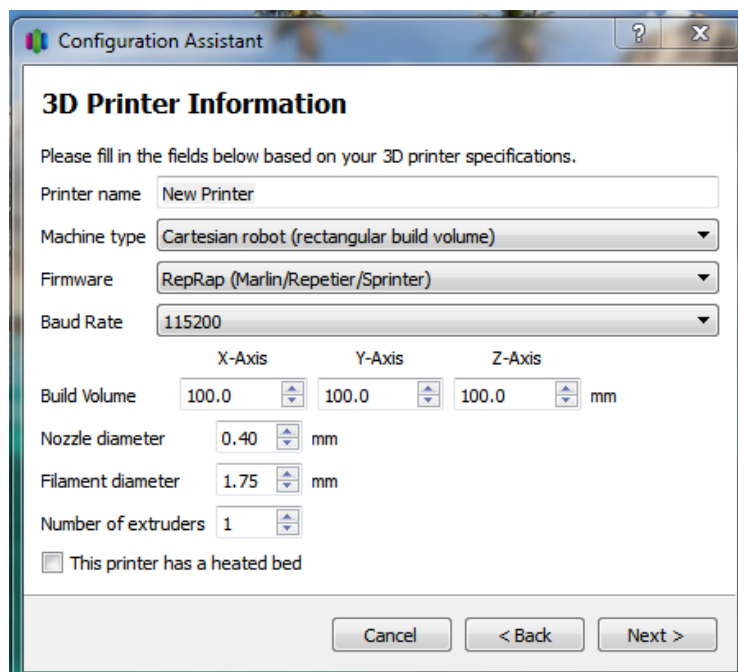 Configuration Assistant
?
3D Printer Information
Please fill in the fields below based on your 3D printer specifications.
Printer name New Printer
Machine type Cartesian robot (rectangular build volume)
Firmware RepRap (Marlin/Repetier/Sprinter)
Baud Rate 115200
X-Axis Y-Axis Z-Axis
Build Volume 100.0 100.0 100.0 mm
Nozzle diameter 0.40 mm
Filament diameter 1.75 mm
Number of extruders 1
This printer has a heated bed
Cancel < Back Next >